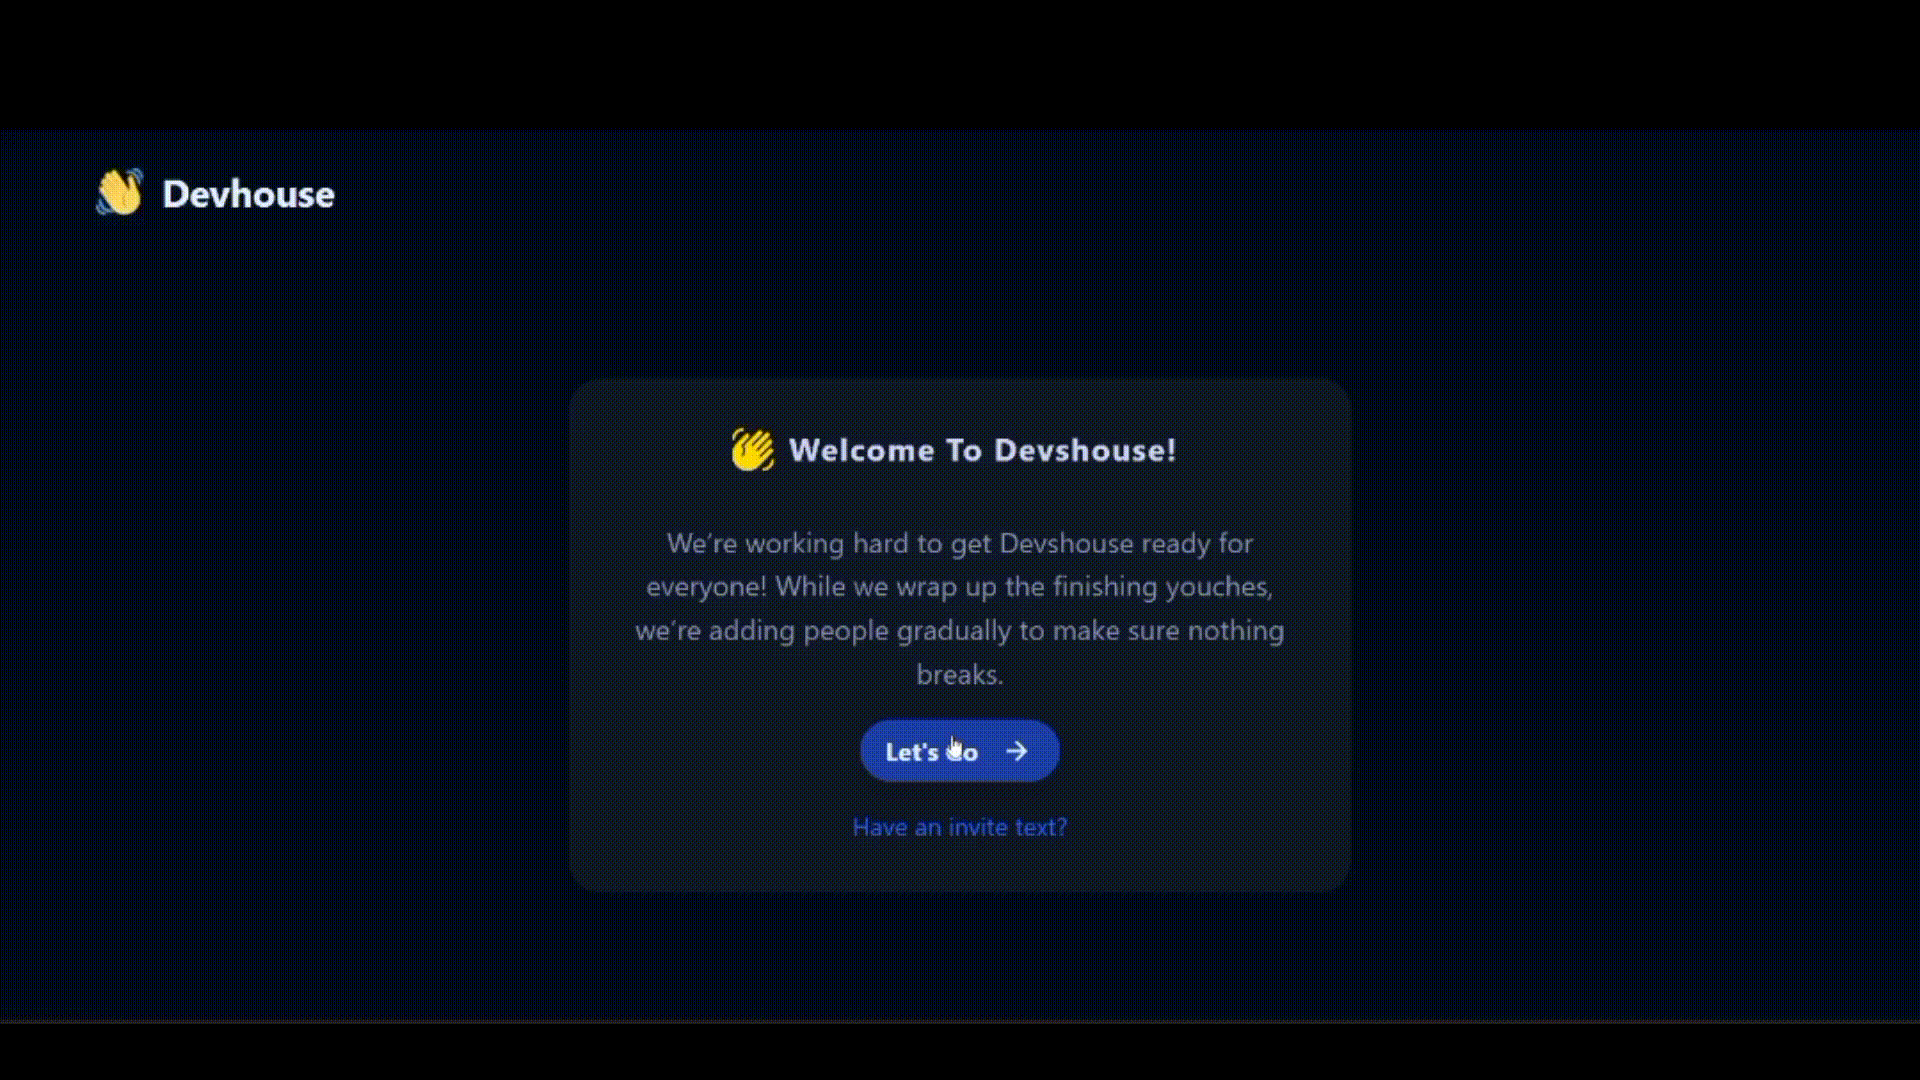 Devhouse
Welcome To Devshouse!
We're working hard to get Devshouse ready for
everyone! While we wrap up the finishing youches,
we're adding people gradually to make sure nothing
breaks.
Let's Go
Have an invite text?